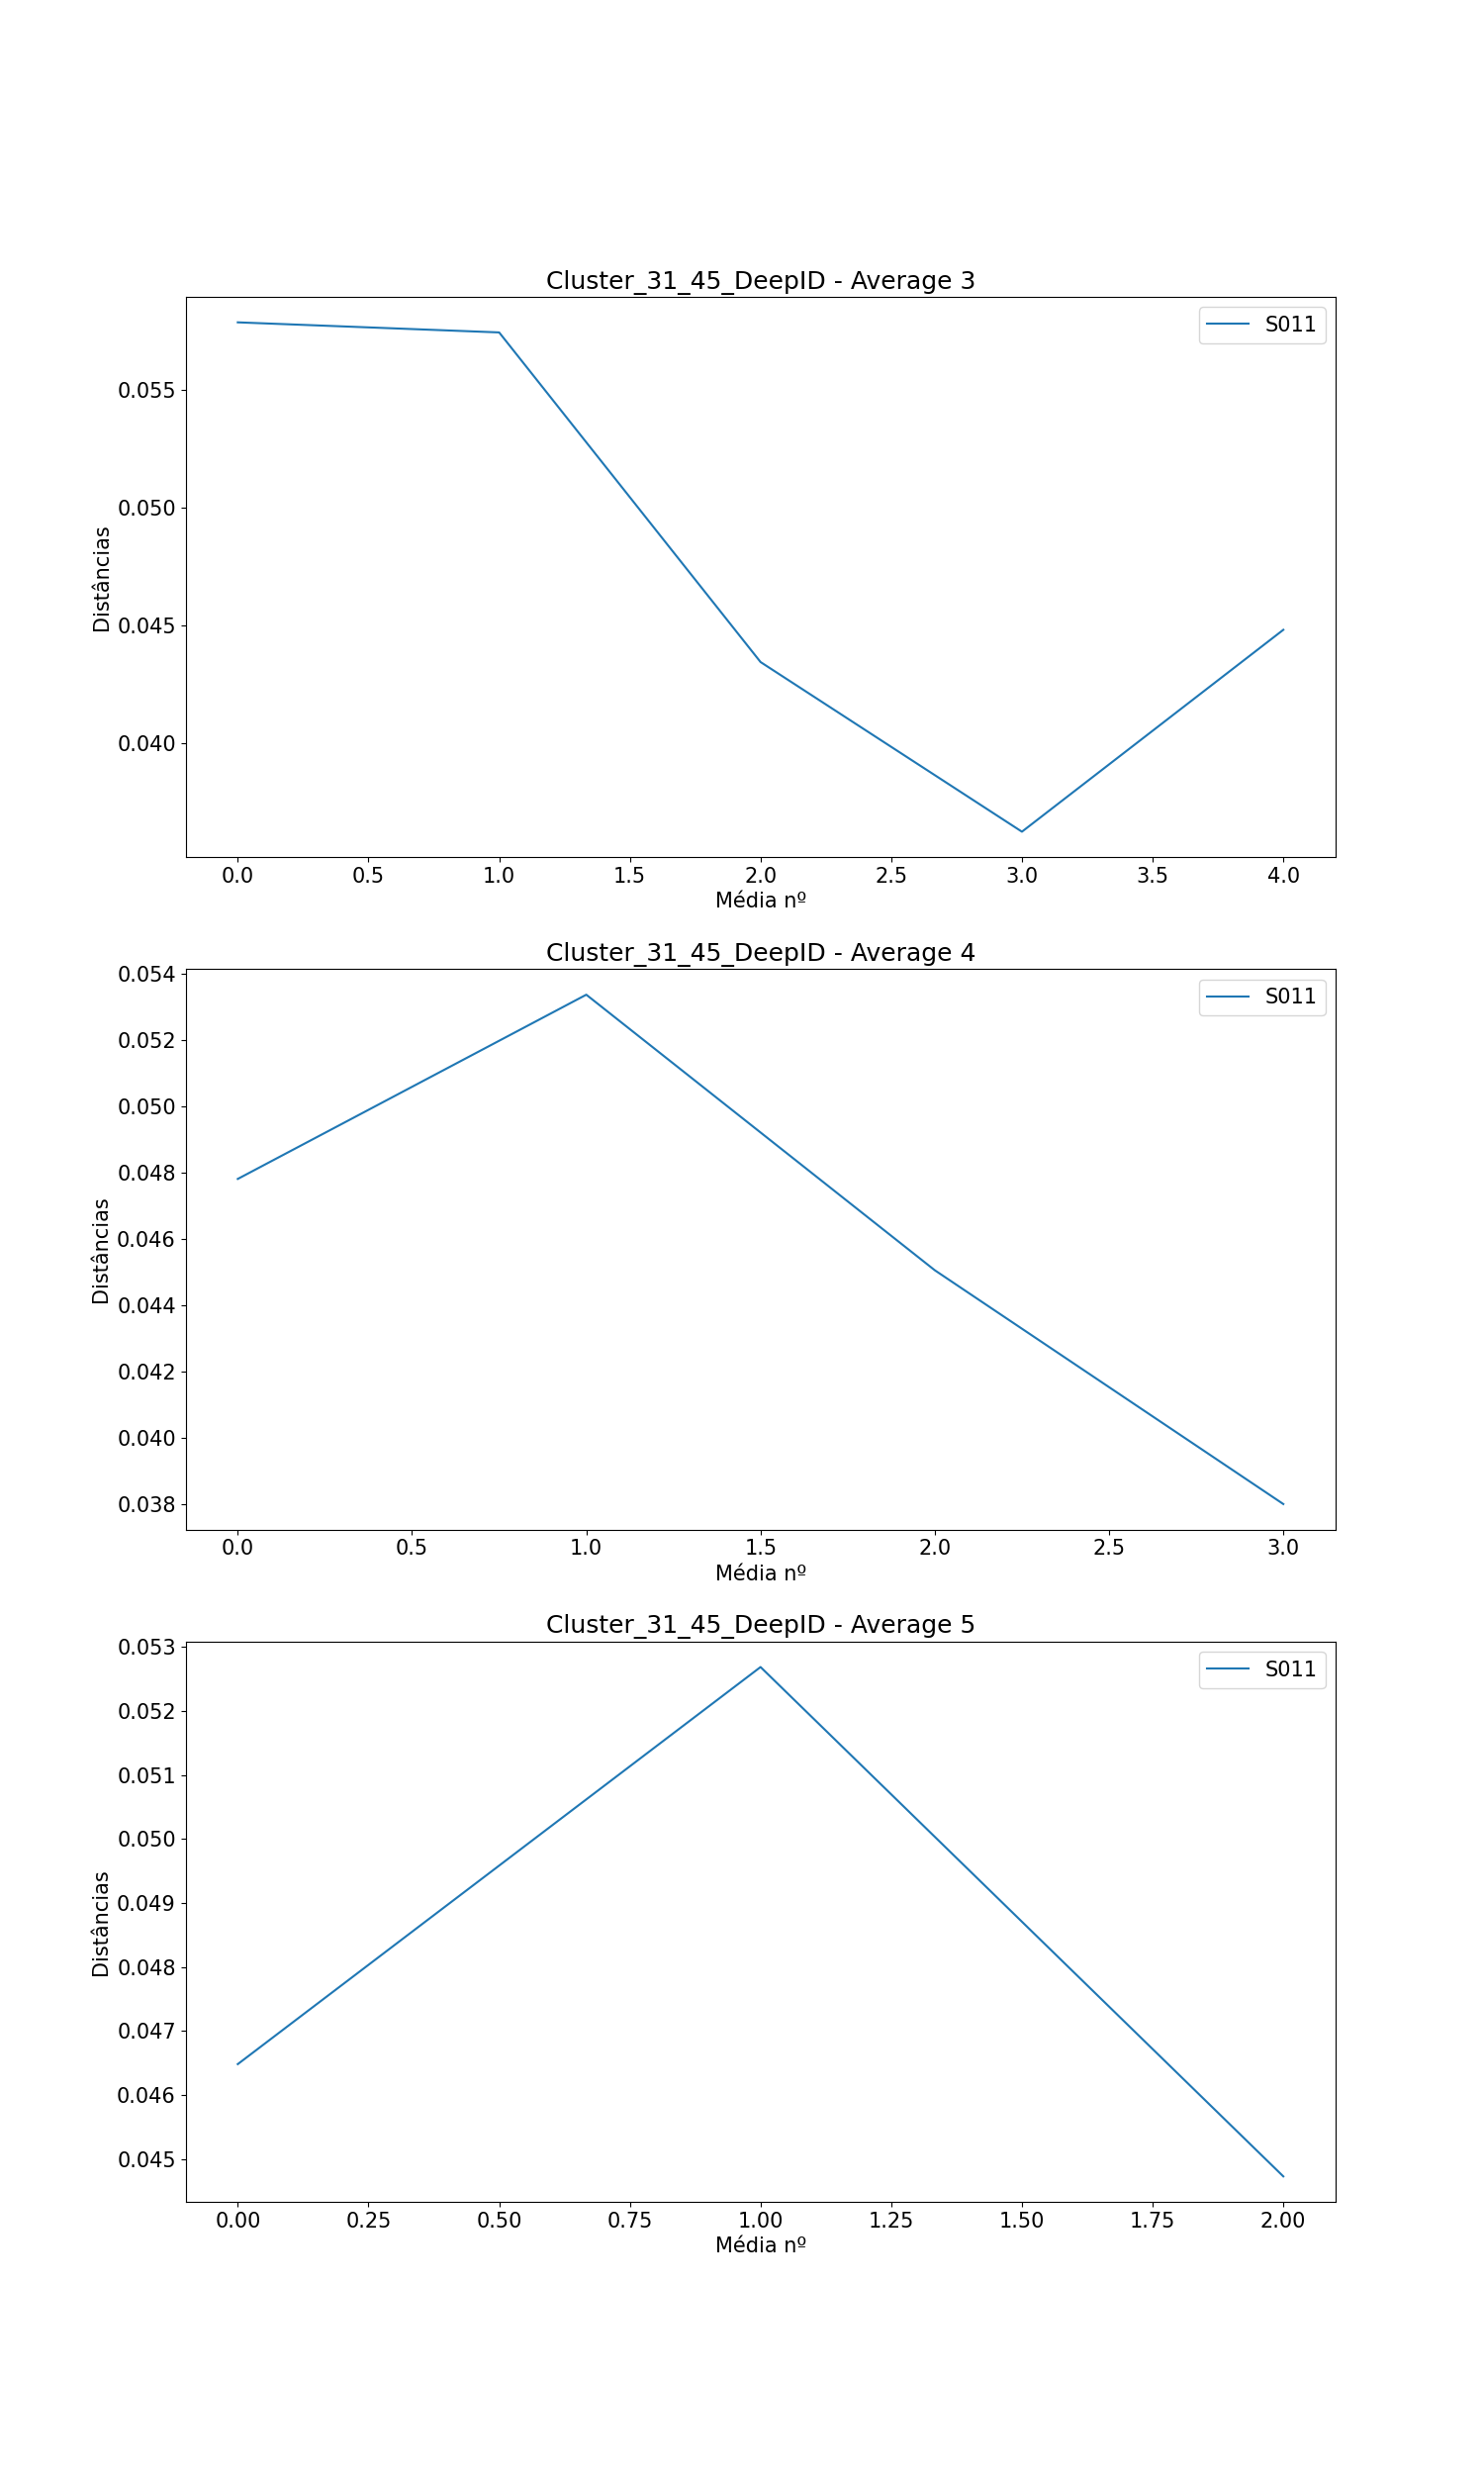 Cluster_31_45_DeepID - Average 3
S011
Distâncias
0.055
0.050
0.045
0.040
0.0 0.5 1.0 1.5 2.0 2.5 3.0 3.5 4.0
Média nº
Cluster_31_45_DeepID - Average 4
S011
Distâncias
0.054
0.052
0.050
0.048
0.046
0.044
0.042
0.040
0.038
0.0 0.5 1.0 1.5 2.0 2.5 3.0
Média nº
Cluster_31_45_DeepID - Average 5
S011
Distâncias
0.053
0.052
0.051
0.050
0.049
0.048
0.047
0.046
0.045
0.00 0.25 0.50 0.75 1.00 1.25 1.50 1.75 2.00
Média nº